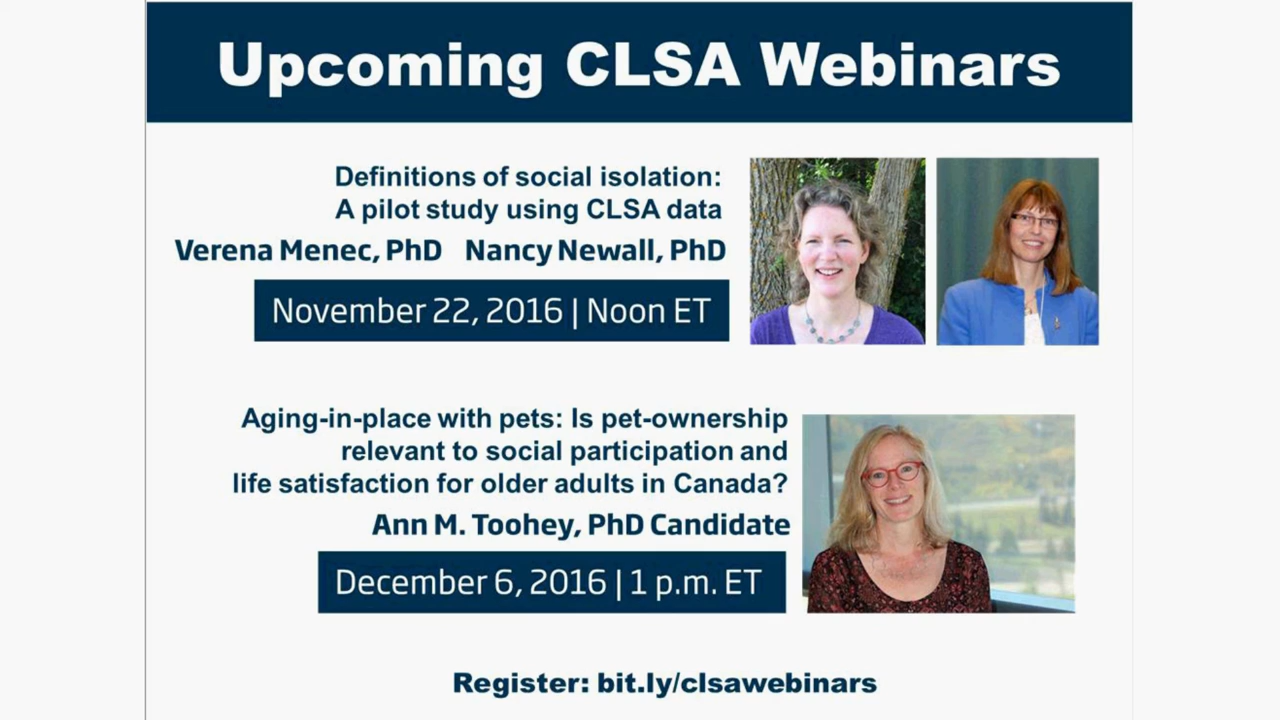 Upcoming CLSA Webinars
Definitions of social isolation:
A pilot study using CLSA data
Verena Menec, PhD Nancy Newall, PhD
November 22, 2016 | Noon ET
Aging-in-place with pets: Is pet-ownership
relevant to social participation and
life satisfaction for older adults in Canada?
Ann M. Toohey, PhD Candidate
December 6, 2016 | 1 p.m. ET
Register: bit.ly/clsawebinars